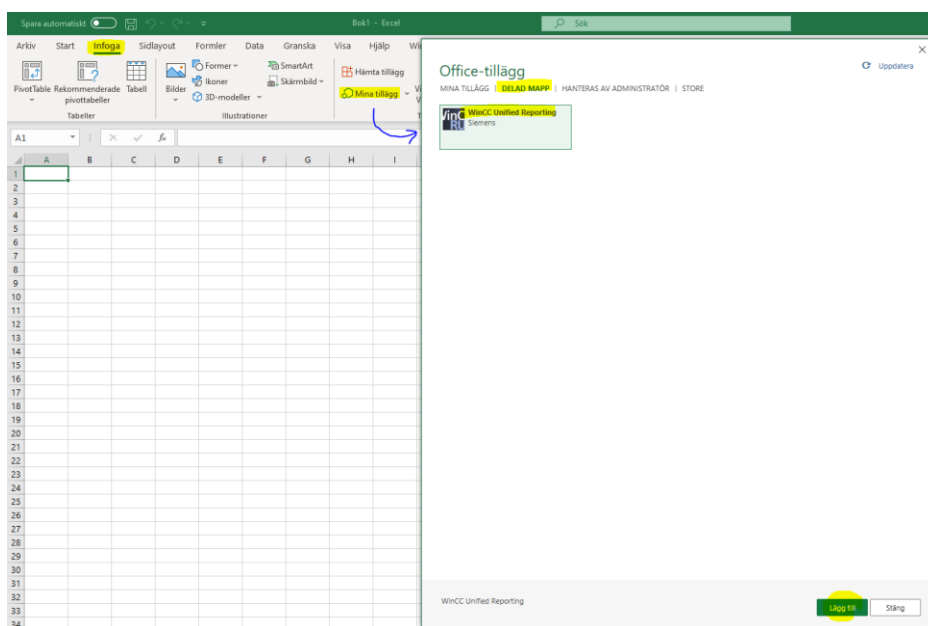 Spara automatiskt Bok1 - Excel Sök
Arkiv Start Infoga Sidlayout Formler Data Granska Visa Hjälp
PivotTable Rekommenderade pivottabeller Tabell
Tabeller
Bilder Former Ikoner 3D-modeller SmartArt Skärmbild
Illustrationer
Hämta tillägg
Mina tillägg
A1 fx
A B C D E F G H I
1
2
3
4
5
6
7
8
9
10
11
12
13
14
15
16
17
18
19
20
21
22
23
24
25
26
27
28
29
30
31
32
33
34
Office-tillägg
Uppdatera
MINA TILLÄGG | DELAD MAPP | HANTERAS AV ADMINISTRATÖR | STORE
WinCC Unified Reporting
Siemens
WinCC Unified Reporting
Lägg till Stäng